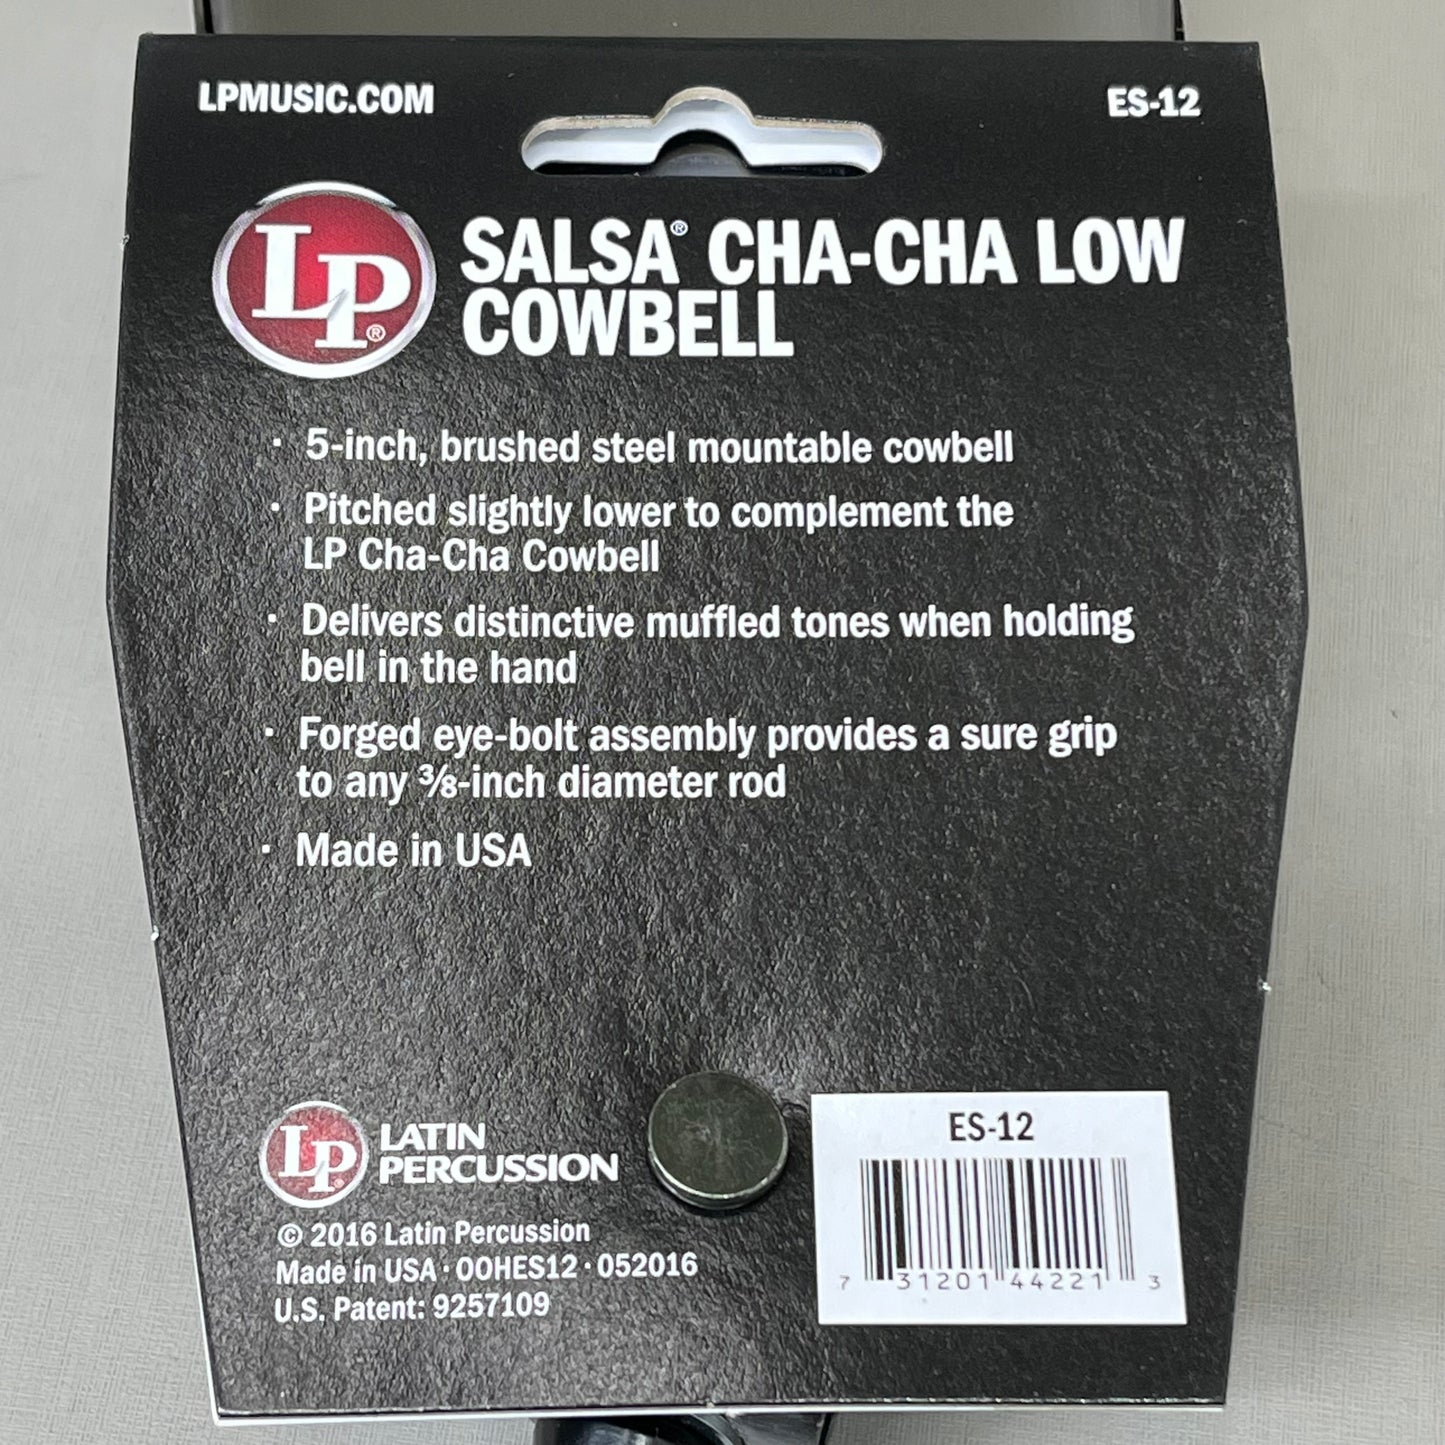 LPMUSIC.COM
ES-12
LP®
SALSA® CHA-CHA LOW
COWBELL
· 5-inch, brushed steel mountable cowbell
· Pitched slightly lower to complement the
LP Cha-Cha Cowbell
· Delivers distinctive muffled tones when holding
bell in the hand
· Forged eye-bolt assembly provides a sure grip
to any ⅜-inch diameter rod
· Made in USA
LP®
LATIN
PERCUSSION
© 2016 Latin Percussion
Made in USA · OOHES12 · 052016
U.S. Patent: 9257109
ES-12
7 31201 44221 3